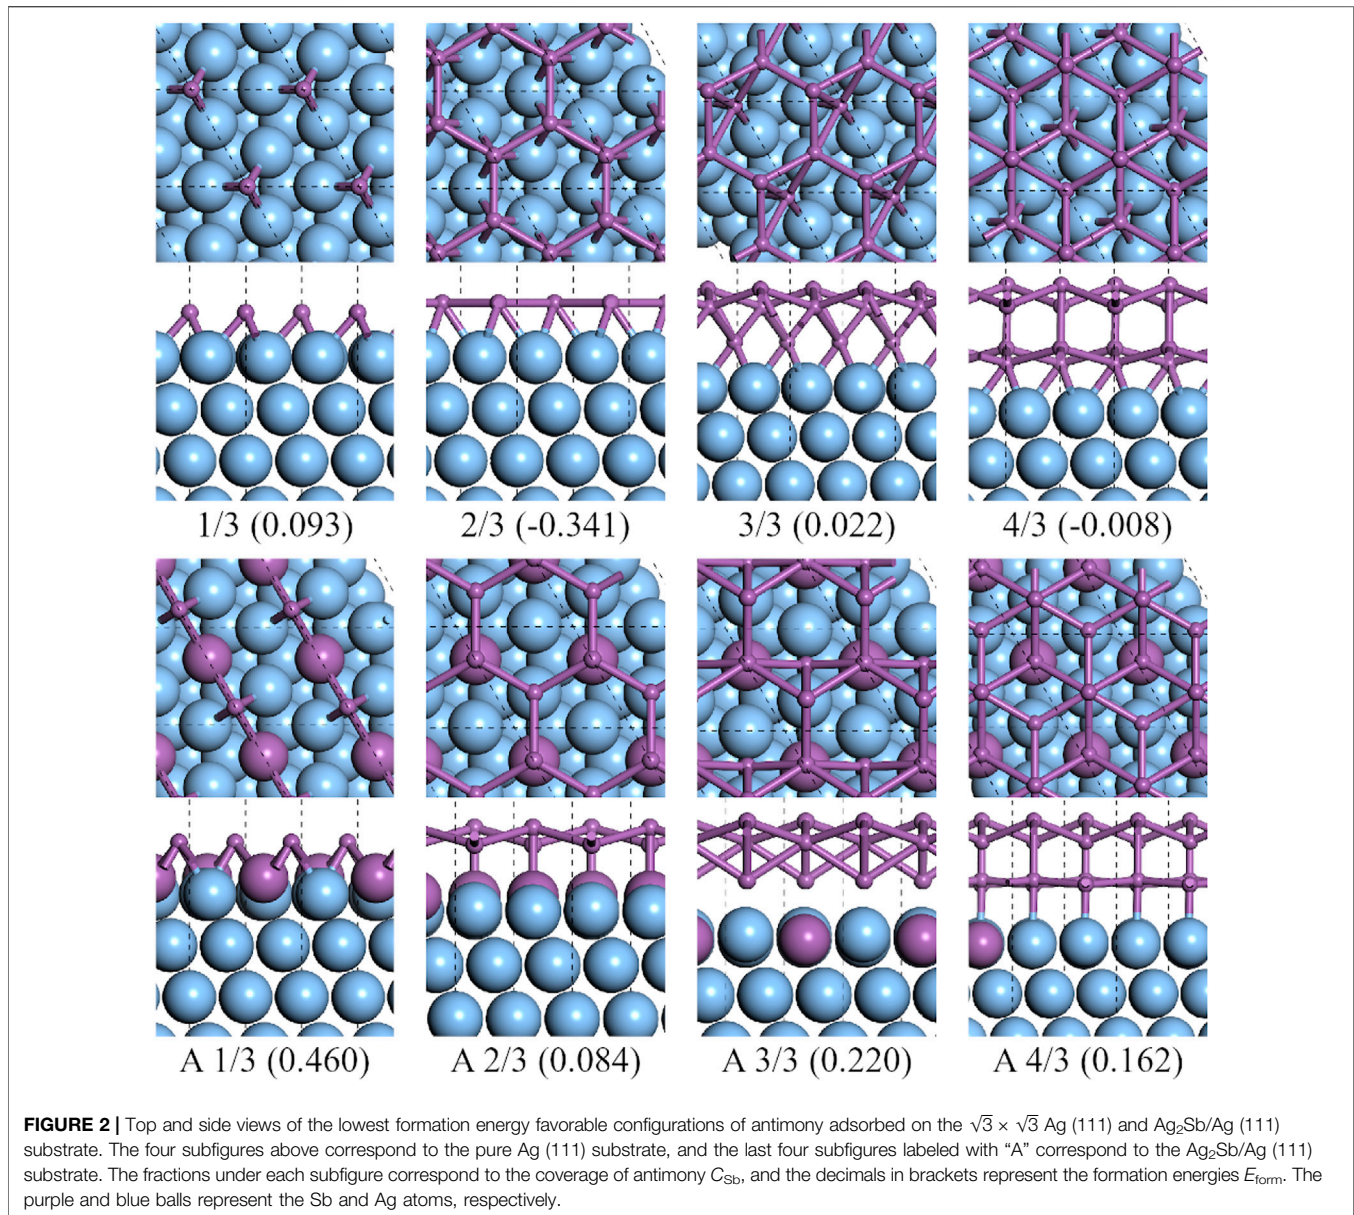 1/3 (0.093)
2/3 (-0.341)
3/3 (0.022)
4/3 (-0.008)
A 1/3 (0.460)
A 2/3 (0.084)
A 3/3 (0.220)
A 4/3 (0.162)
FIGURE 2 | Top and side views of the lowest formation energy favorable configurations of antimony adsorbed on the √3 × √3 Ag (111) and Ag₂Sb/Ag (111)
substrate. The four subfigures above correspond to the pure Ag (111) substrate, and the last four subfigures labeled with “A” correspond to the Ag₂Sb/Ag (111)
substrate. The fractions under each subfigure correspond to the coverage of antimony C_Sb, and the decimals in brackets represent the formation energies E_form. The
purple and blue balls represent the Sb and Ag atoms, respectively.